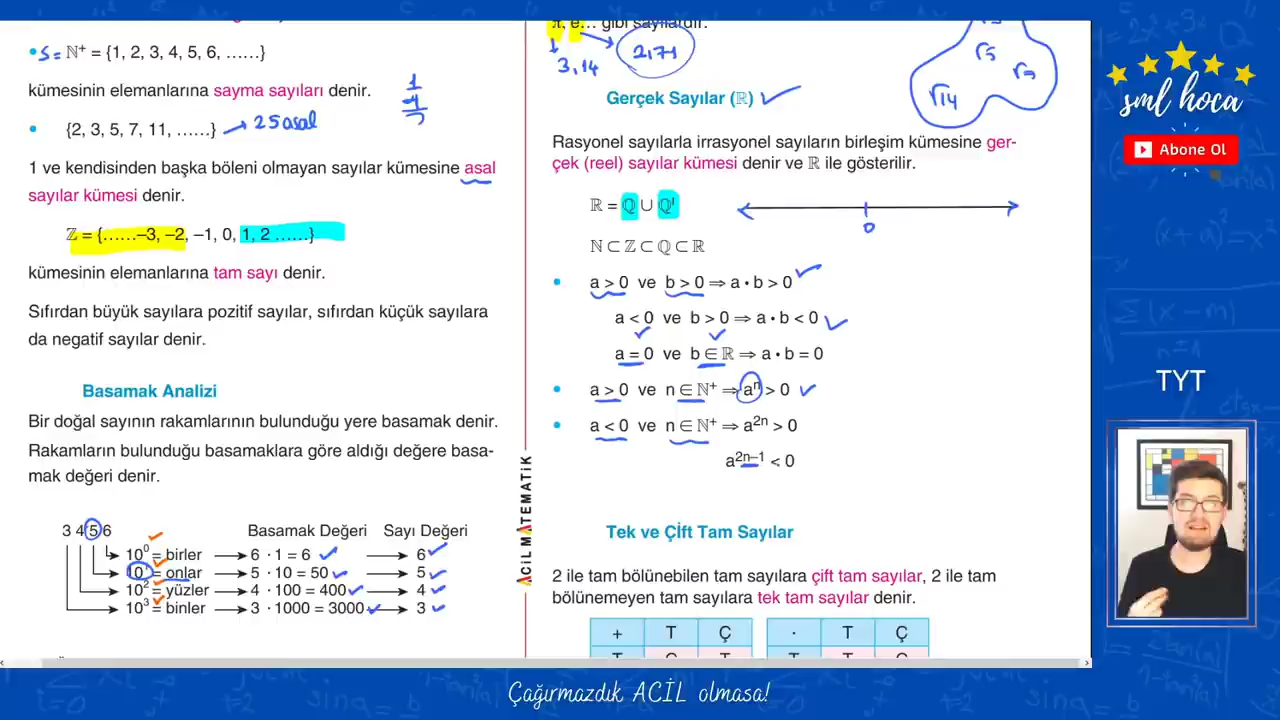 S = ℕ⁺ = {1, 2, 3, 4, 5, 6, ……}
kümesinin elemanlarına sayma sayıları denir.
{2, 3, 5, 7, 11, ……} → 25 asal
1 ve kendisinden başka böleni olmayan sayılar kümesine asal
sayılar kümesi denir.
ℤ = {……–3, –2, –1, 0, 1, 2 ……}
kümesinin elemanlarına tam sayı denir.
Sıfırdan büyük sayılara pozitif sayılar, sıfırdan küçük sayılara
da negatif sayılar denir.
Basamak Analizi
Bir doğal sayının rakamlarının bulunduğu yere basamak denir.
Rakamların bulunduğu basamaklara göre aldığı değere basa-
mak değeri denir.
3 4 5 6 Basamak Değeri Sayı Değeri
10⁰ = birler 6 · 1 = 6 6
10¹ = onlar 5 · 10 = 50 5
10² = yüzler 4 · 100 = 400 4
10³ = binler 3 · 1000 = 3000 3
ACİL MATEMATİK
π, e… gibi sayılardır.
3,14 2,71
√5
√14
Gerçek Sayılar (ℝ)
Rasyonel sayılarla irrasyonel sayıların birleşim kümesine ger-
çek (reel) sayılar kümesi denir ve ℝ ile gösterilir.
ℝ = ℚ ∪ ℚ'
0
ℕ ⊂ ℤ ⊂ ℚ ⊂ ℝ
a > 0 ve b > 0 ⇒ a • b > 0
a < 0 ve b > 0 ⇒ a • b < 0
a = 0 ve b ∈ ℝ ⇒ a • b = 0
a > 0 ve n ∈ ℕ⁺ ⇒ aⁿ > 0
a < 0 ve n ∈ ℕ⁺ ⇒ a²ⁿ > 0
a²ⁿ⁻¹ < 0
Tek ve Çift Tam Sayılar
2 ile tam bölünebilen tam sayılara çift tam sayılar, 2 ile tam
bölünemeyen tam sayılara tek tam sayılar denir.
+ T Ç · T Ç
sml hoca
Abone Ol
TYT
Çağırmazdık ACİL olmasa!